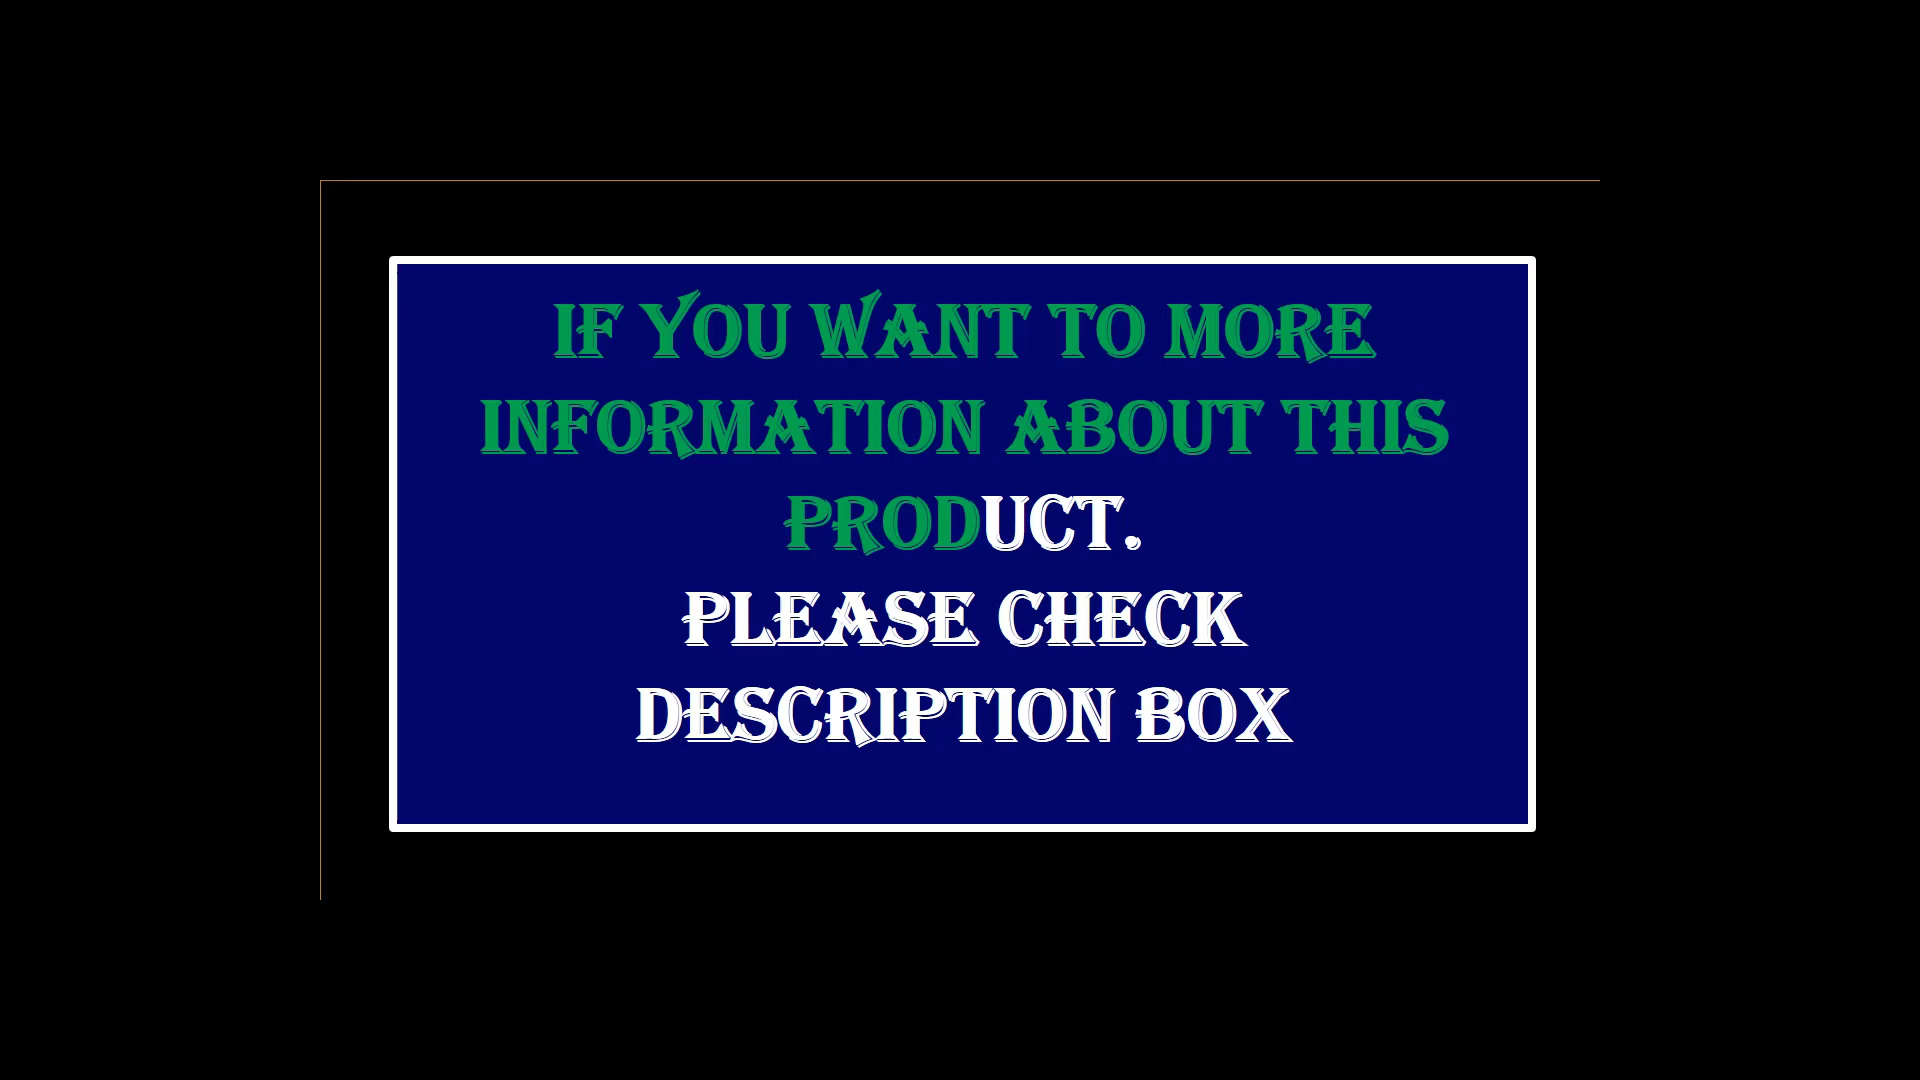 IF YOU WANT TO MORE
INFORMATION ABOUT THIS
PRODUCT.
PLEASE CHECK
DESCRIPTION BOX